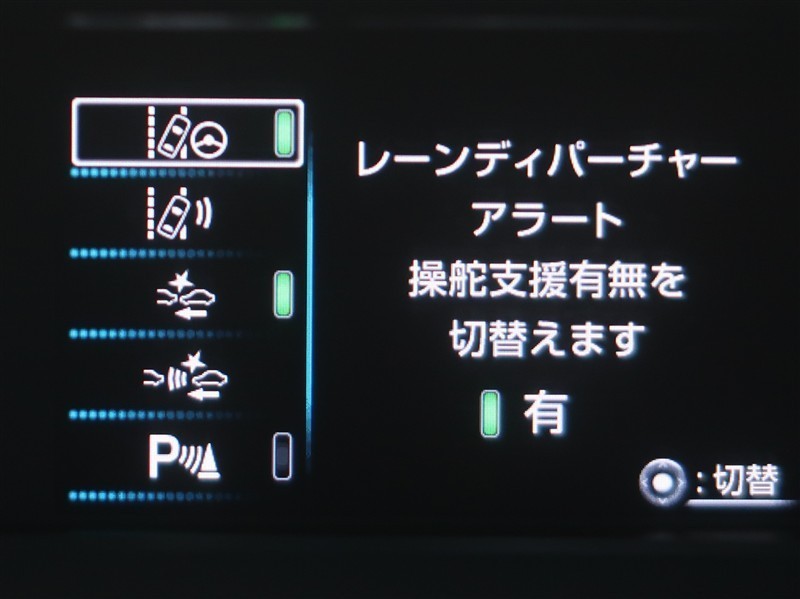 レーンディパーチャー
アラート
操舵支援有無を
切替えます
有
P
:切替